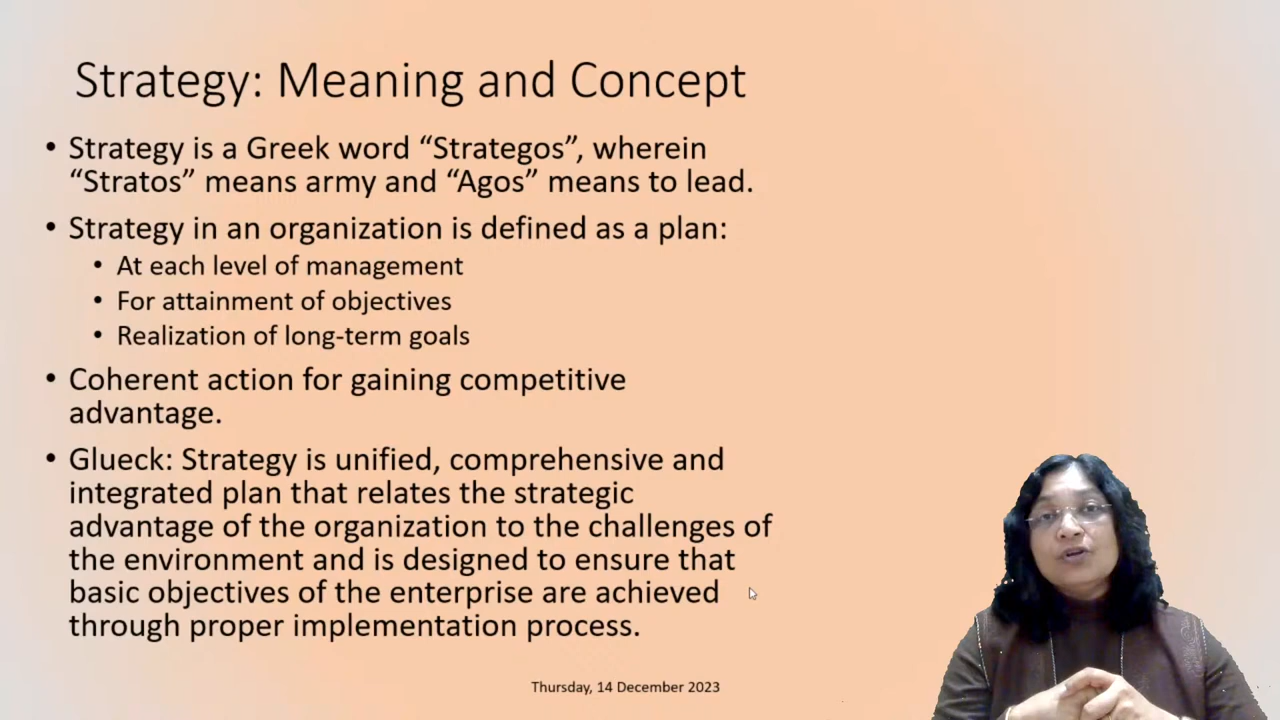 Strategy: Meaning and Concept
• Strategy is a Greek word “Strategos”, wherein
“Stratos” means army and “Agos” means to lead.
• Strategy in an organization is defined as a plan:
• At each level of management
• For attainment of objectives
• Realization of long-term goals
• Coherent action for gaining competitive
advantage.
• Glueck: Strategy is unified, comprehensive and
integrated plan that relates the strategic
advantage of the organization to the challenges of
the environment and is designed to ensure that
basic objectives of the enterprise are achieved
through proper implementation process.
Thursday, 14 December 2023